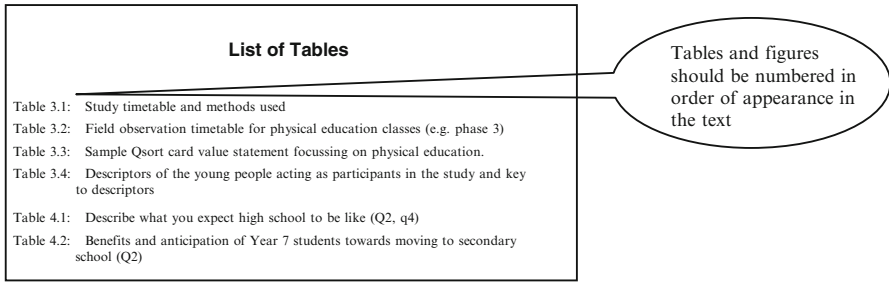 List of Tables
Table 3.1: Study timetable and methods used
Table 3.2: Field observation timetable for physical education classes (e.g. phase 3)
Table 3.3: Sample Qsort card value statement focussing on physical education.
Table 3.4: Descriptors of the young people acting as participants in the study and key
to descriptors
Table 4.1: Describe what you expect high school to be like (Q2, q4)
Table 4.2: Benefits and anticipation of Year 7 students towards moving to secondary
school (Q2)
Tables and figures
should be numbered in
order of appearance in
the text